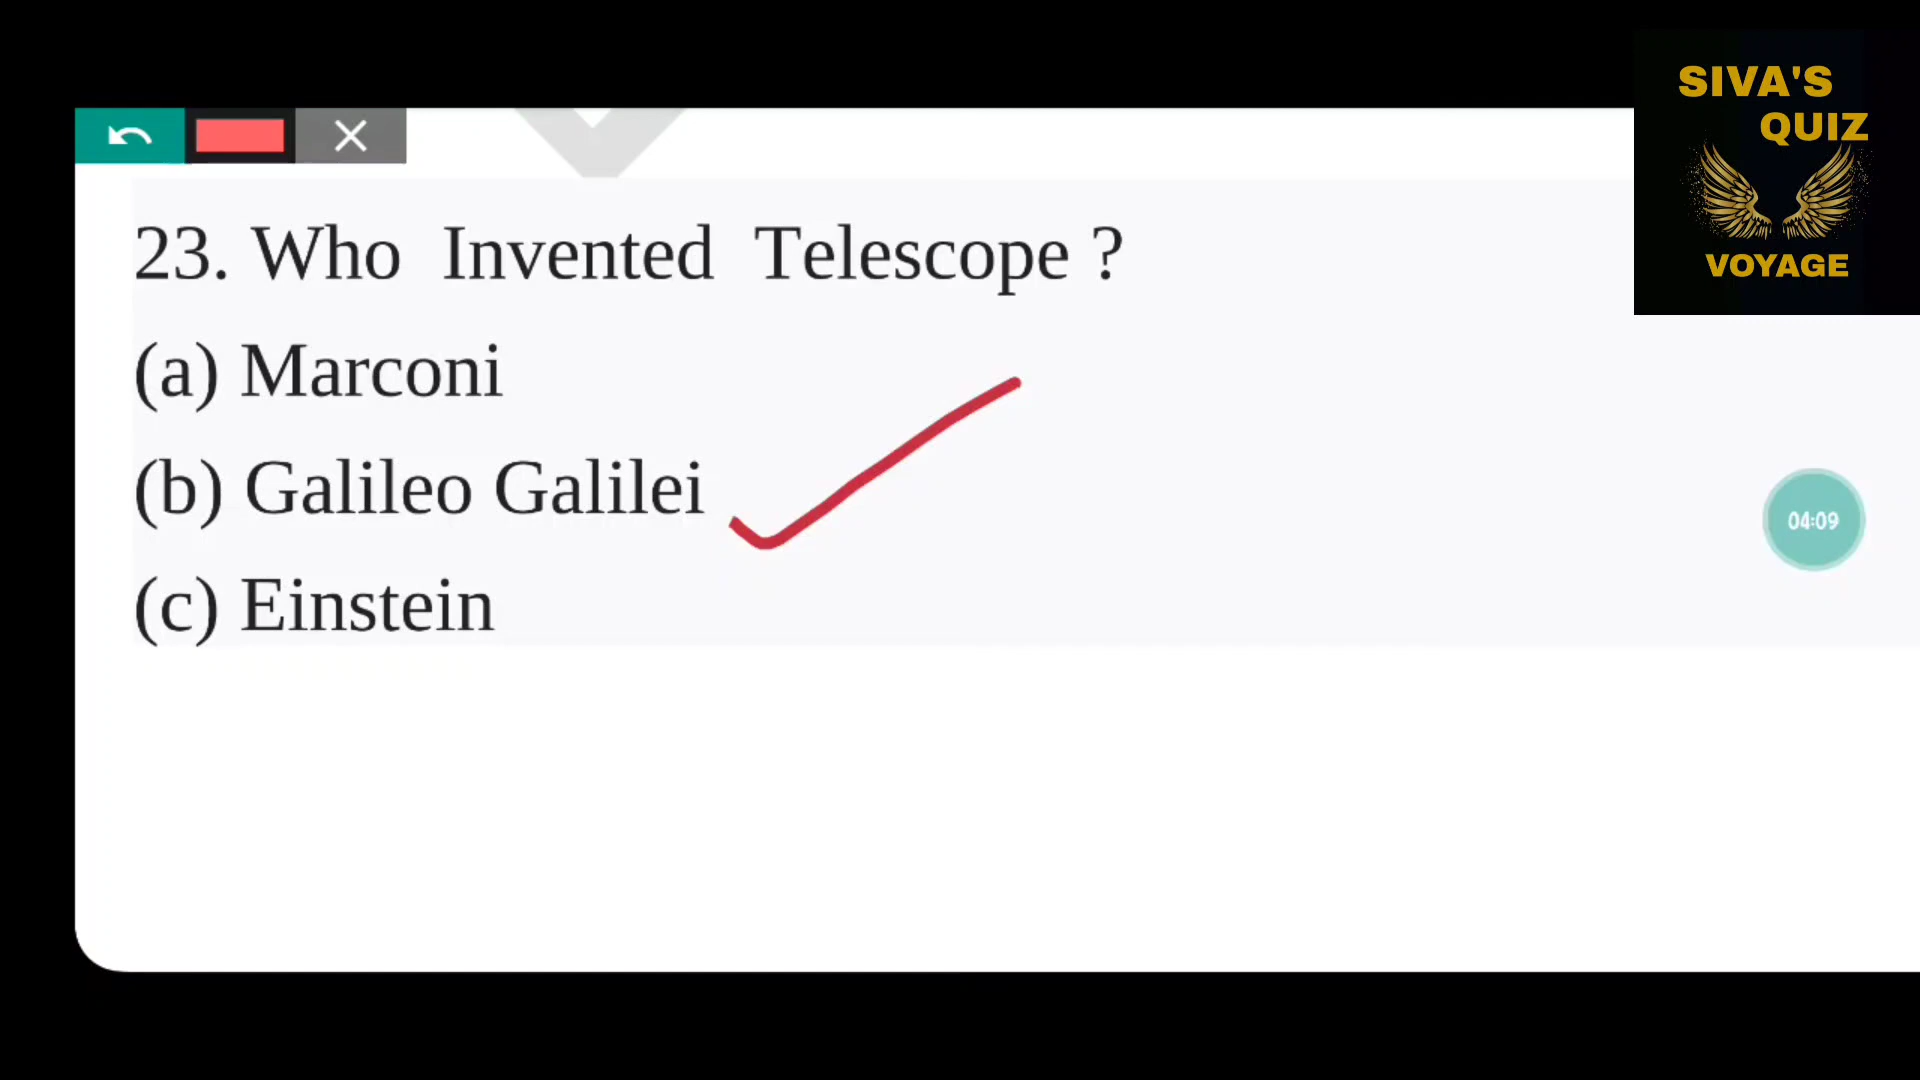 SIVA'S
QUIZ
VOYAGE
23. Who Invented Telescope ?
(a) Marconi
(b) Galileo Galilei
(c) Einstein
04:09